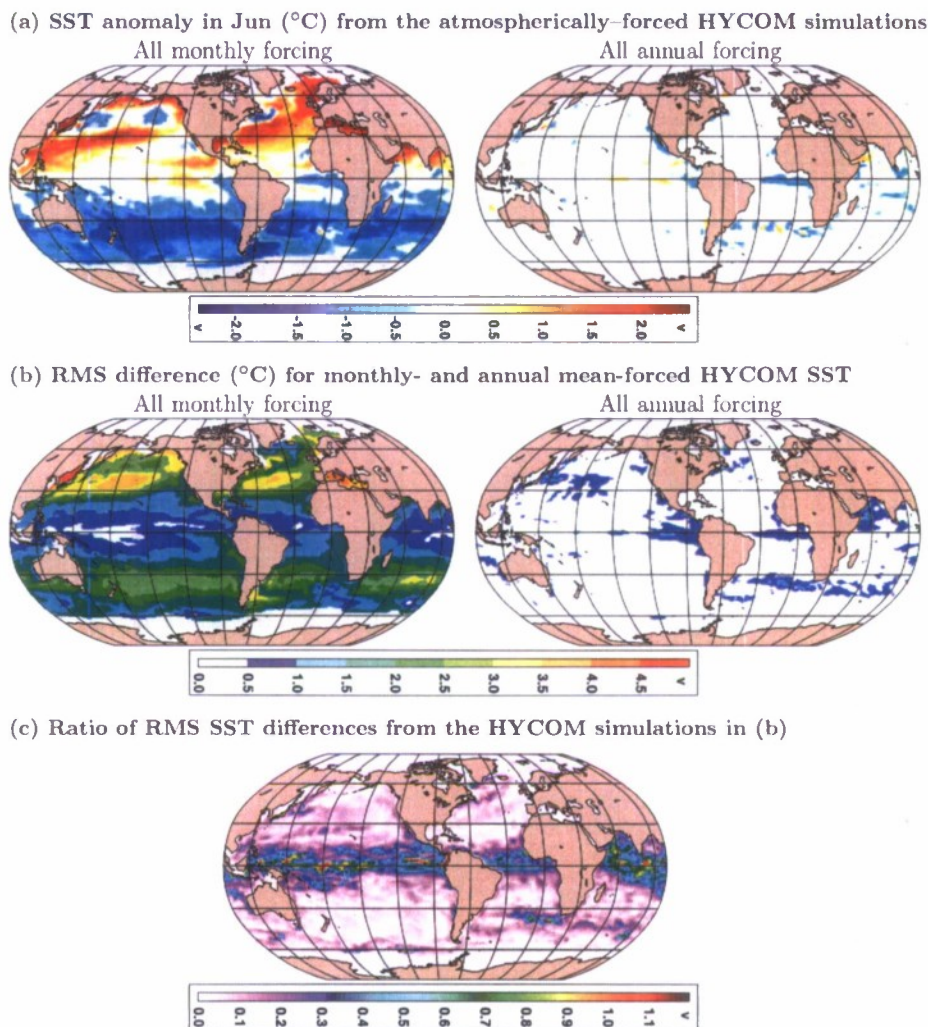 (a) SST anomaly in Jun (°C) from the atmospherically–forced HYCOM simulations
All monthly forcing All annual forcing
v -2.0 -1.5 -1.0 -0.5 0.0 0.5 1.0 1.5 2.0 v
(b) RMS difference (°C) for monthly- and annual mean-forced HYCOM SST
All monthly forcing All annual forcing
0.0 0.5 1.0 1.5 2.0 2.5 3.0 3.5 4.0 4.5 v
(c) Ratio of RMS SST differences from the HYCOM simulations in (b)
0.0 0.1 0.2 0.3 0.4 0.5 0.6 0.7 0.8 0.9 1.0 1.1 v